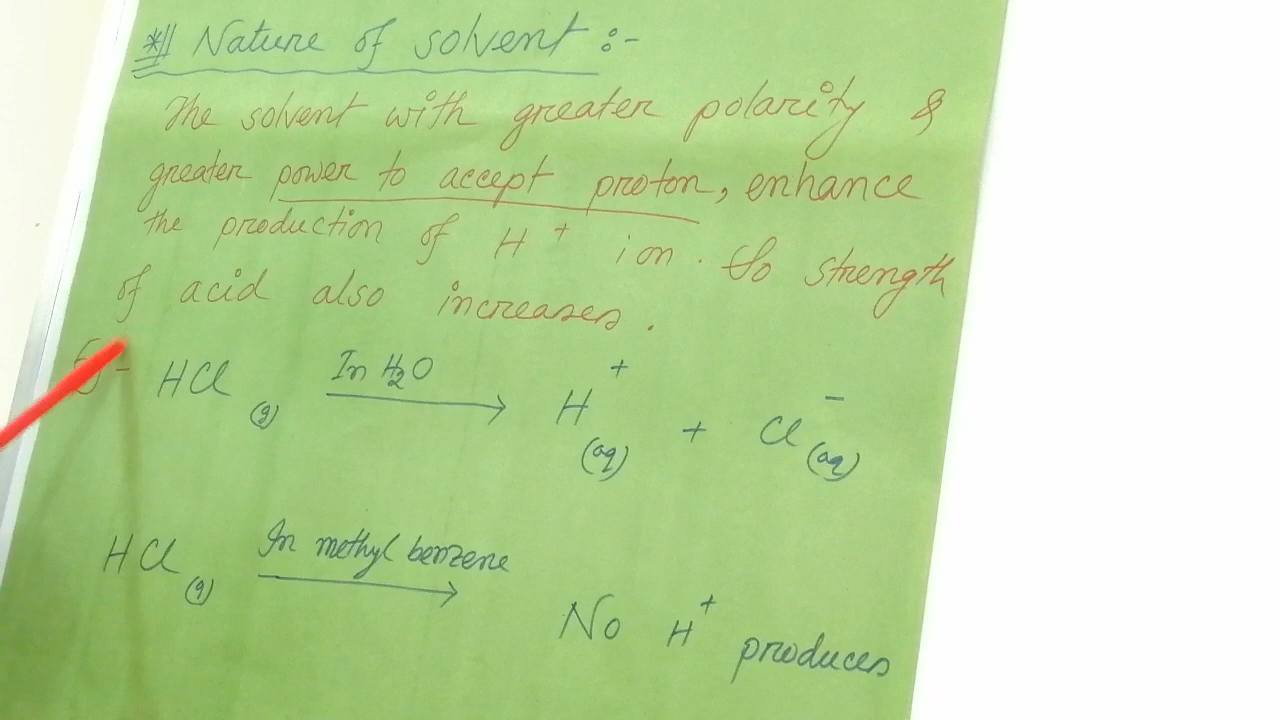 *|| Nature of solvent :-
The solvent with greater polarity &
greater power to accept proton, enhance
the production of H⁺ ion. So strength
of acid also increases.
Eg- HCl (g) In H₂O → H⁺ (aq) + Cl⁻ (aq)
HCl (g) In methyl benzene → No H⁺ produces